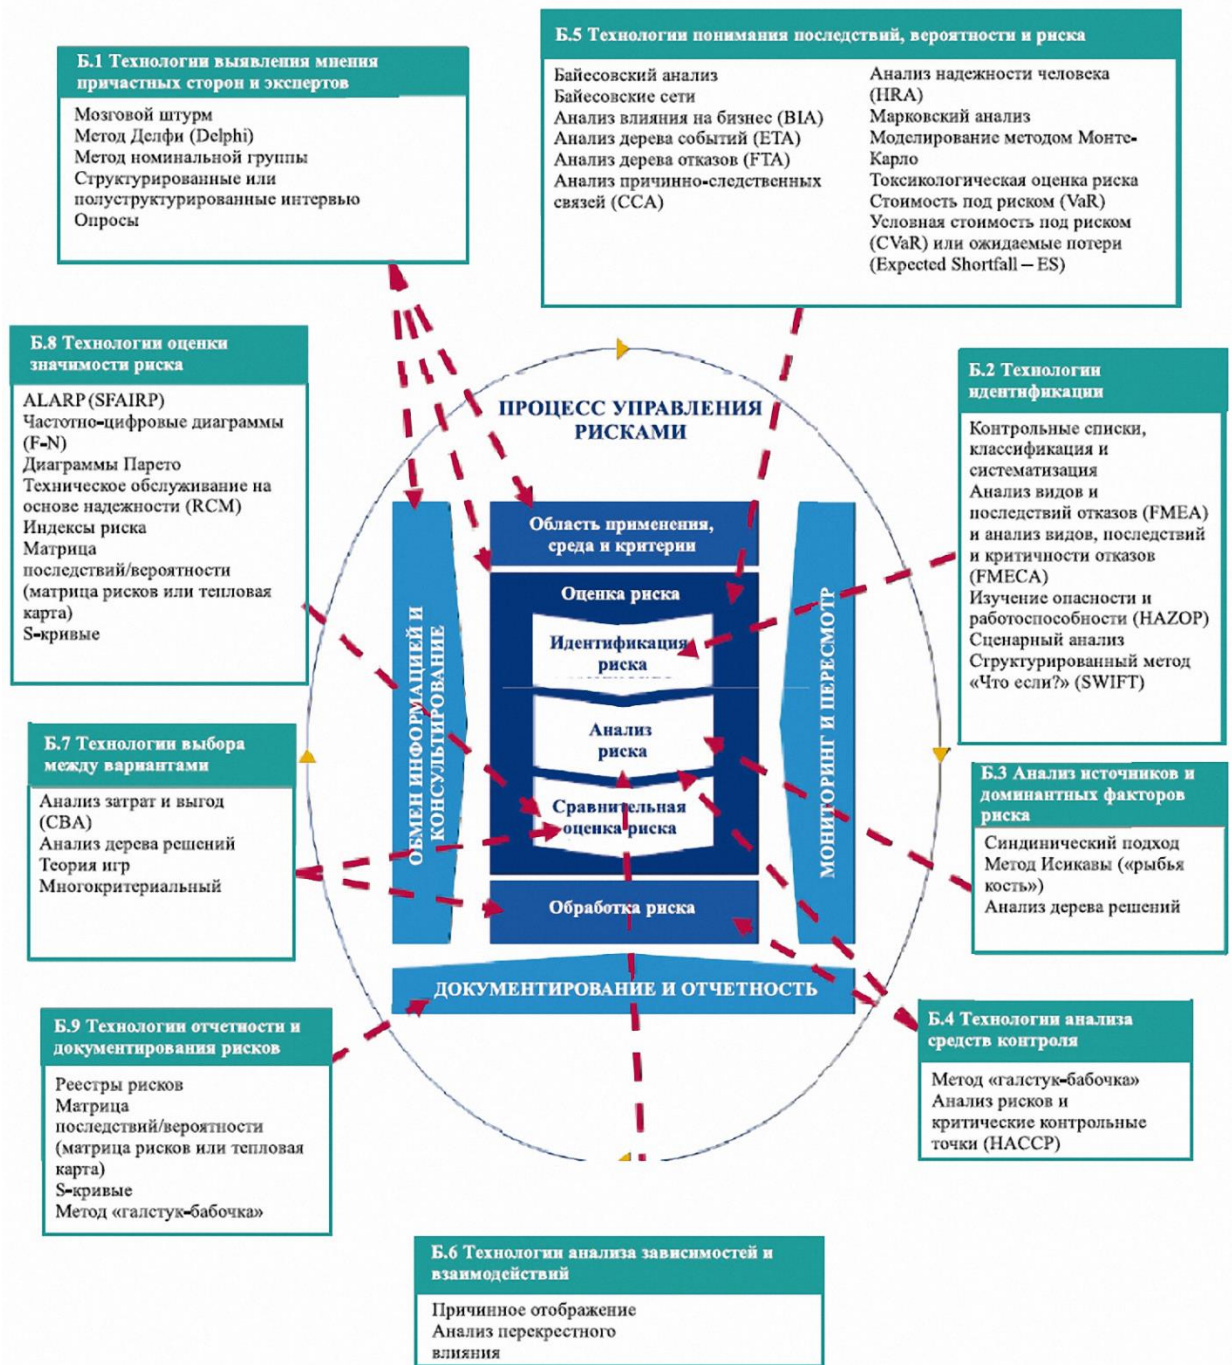 Б.1 Технологии выявления мнения
причастных сторон и экспертов
Мозговой штурм
Метод Делфи (Delphi)
Метод номинальной группы
Структурированные или
полуструктурированные интервью
Опросы
Б.5 Технологии понимания последствий, вероятности и риска
Байесовский анализ
Байесовские сети
Анализ влияния на бизнес (BIA)
Анализ дерева событий (ETA)
Анализ дерева отказов (FTA)
Анализ причинно-следственных
связей (CCA)
Анализ надежности человека
(HRA)
Марковский анализ
Моделирование методом Монте-
Карло
Токсикологическая оценка риска
Стоимость под риском (VaR)
Условная стоимость под риском
(CVaR) или ожидаемые потери
(Expected Shortfall — ES)
Б.8 Технологии оценки
значимости риска
ALARP (SFAIRP)
Частотно-цифровые диаграммы
(F-N)
Диаграммы Парето
Техническое обслуживание на
основе надежности (RCM)
Индексы риска
Матрица
последствий/вероятности
(матрица рисков или тепловая
карта)
S-кривые
Б.2 Технологии
идентификации
Контрольные списки,
классификация и
систематизация
Анализ видов и
последствий отказов (FMEA)
и анализ видов, последствий
и критичности отказов
(FMECA)
Изучение опасности и
работоспособности (HAZOP)
Сценарный анализ
Структурированный метод
«Что если?» (SWIFT)
ПРОЦЕСС УПРАВЛЕНИЯ
РИСКАМИ
ОБМЕН ИНФОРМАЦИЕЙ И
КОНСУЛЬТИРОВАНИЕ
Область применения,
среда и критерии
Оценка риска
Идентификация
риска
Анализ
риска
Сравнительная
оценка риска
Обработка риска
МОНИТОРИНГ И ПЕРЕСМОТР
ДОКУМЕНТИРОВАНИЕ И ОТЧЕТНОСТЬ
Б.7 Технологии выбора
между вариантами
Анализ затрат и выгод
(CBA)
Анализ дерева решений
Теория игр
Многокритериальный
Б.3 Анализ источников и
доминантных факторов
риска
Синдинический подход
Метод Исикавы («рыбья
кость»)
Анализ дерева решений
Б.9 Технологии отчетности и
документирования рисков
Реестры рисков
Матрица
последствий/вероятности
(матрица рисков или тепловая
карта)
S-кривые
Метод «галстук-бабочка»
Б.4 Технологии анализа
средств контроля
Метод «галстук-бабочка»
Анализ рисков и
критические контрольные
точки (HACCP)
Б.6 Технологии анализа зависимостей и
взаимодействий
Причинное отображение
Анализ перекрестного
влияния